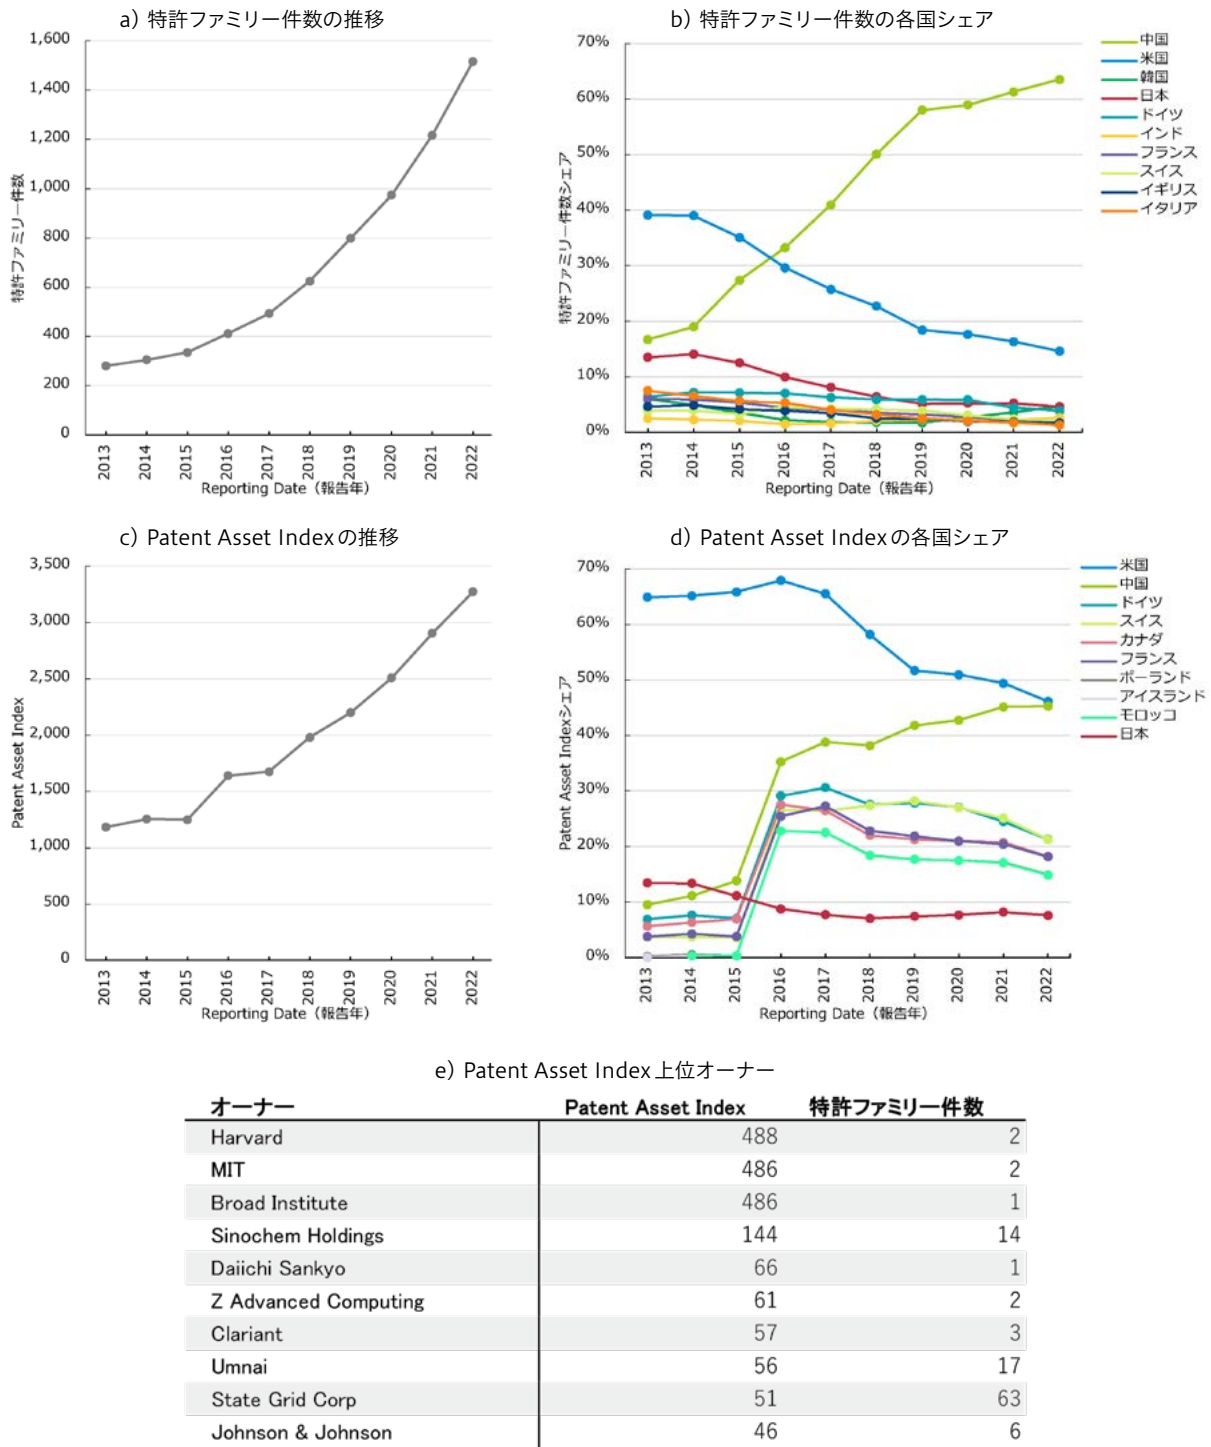 a）特許ファミリー件数の推移
1,600
1,400
1,200
1,000
800
600
400
200
0
特許ファミリー件数
2013 2014 2015 2016 2017 2018 2019 2020 2021 2022
Reporting Date（報告年）
b）特許ファミリー件数の各国シェア
70%
60%
50%
40%
30%
20%
10%
0%
特許ファミリー件数シェア
2013 2014 2015 2016 2017 2018 2019 2020 2021 2022
Reporting Date（報告年）
中国
米国
韓国
日本
ドイツ
インド
フランス
スイス
イギリス
イタリア
c）Patent Asset Indexの推移
3,500
3,000
2,500
2,000
1,500
1,000
500
0
Patent Asset Index
2013 2014 2015 2016 2017 2018 2019 2020 2021 2022
Reporting Date（報告年）
d）Patent Asset Indexの各国シェア
70%
60%
50%
40%
30%
20%
10%
0%
Patent Asset Indexシェア
2013 2014 2015 2016 2017 2018 2019 2020 2021 2022
Reporting Date（報告年）
米国
中国
ドイツ
スイス
カナダ
フランス
ポーランド
アイスランド
モロッコ
日本
e）Patent Asset Index上位オーナー
オーナー Patent Asset Index 特許ファミリー件数
Harvard 488 2
MIT 486 2
Broad Institute 486 1
Sinochem Holdings 144 14
Daiichi Sankyo 66 1
Z Advanced Computing 61 2
Clariant 57 3
Umnai 56 17
State Grid Corp 51 63
Johnson & Johnson 46 6